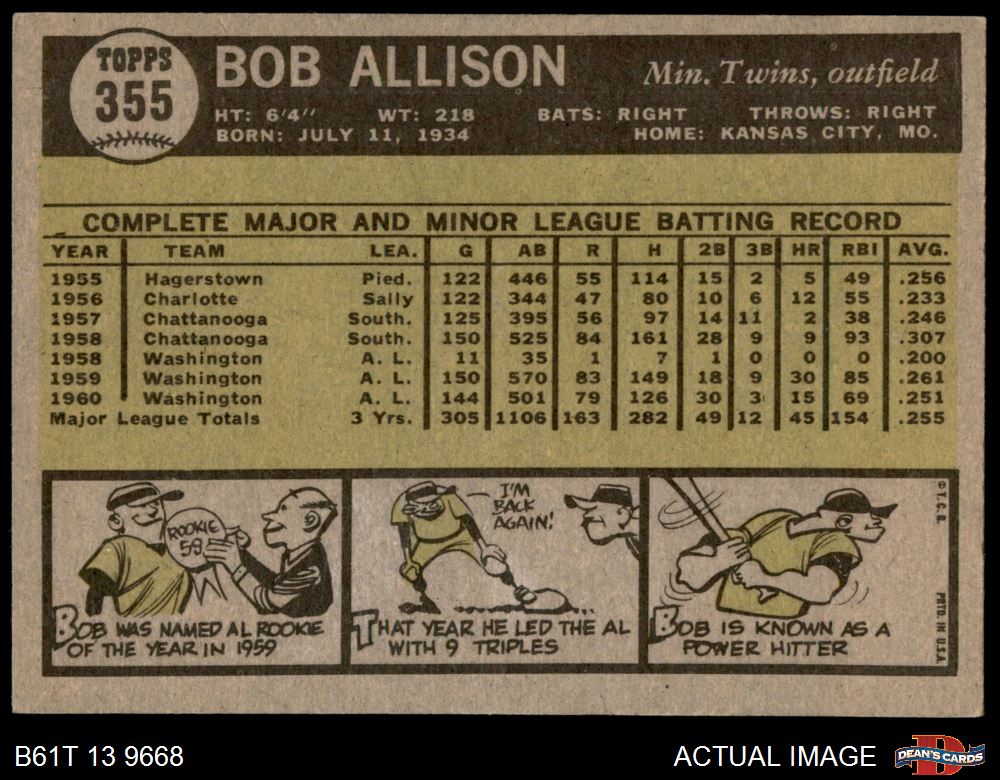 TOPPS
355
BOB ALLISON
Min. Twins, outfield
HT: 6'4" WT: 218 BATS: RIGHT THROWS: RIGHT
BORN: JULY 11, 1934 HOME: KANSAS CITY, MO.
COMPLETE MAJOR AND MINOR LEAGUE BATTING RECORD
YEAR TEAM LEA. G AB R H 2B 3B HR RBI AVG.
1955 Hagerstown Pied. 122 446 55 114 15 2 5 49 .256
1956 Charlotte Sally 122 344 47 80 10 6 12 55 .233
1957 Chattanooga South. 125 395 56 97 14 11 2 38 .246
1958 Chattanooga South. 150 525 84 161 28 9 9 93 .307
1958 Washington A. L. 11 35 1 7 1 0 0 0 .200
1959 Washington A. L. 150 570 83 149 18 9 30 85 .261
1960 Washington A. L. 144 501 79 126 30 3 15 69 .251
Major League Totals 3 Yrs. 305 1106 163 282 49 12 45 154 .255
ROOKIE
59
BOB WAS NAMED AL ROOKIE
OF THE YEAR IN 1959
I'M
BACK
AGAIN!
THAT YEAR HE LED THE AL
WITH 9 TRIPLES
BOB IS KNOWN AS A
POWER HITTER
© T. C. G.
PRTD. IN U.S.A.
B61T 13 9668
ACTUAL IMAGE
D
DEAN'S CARDS